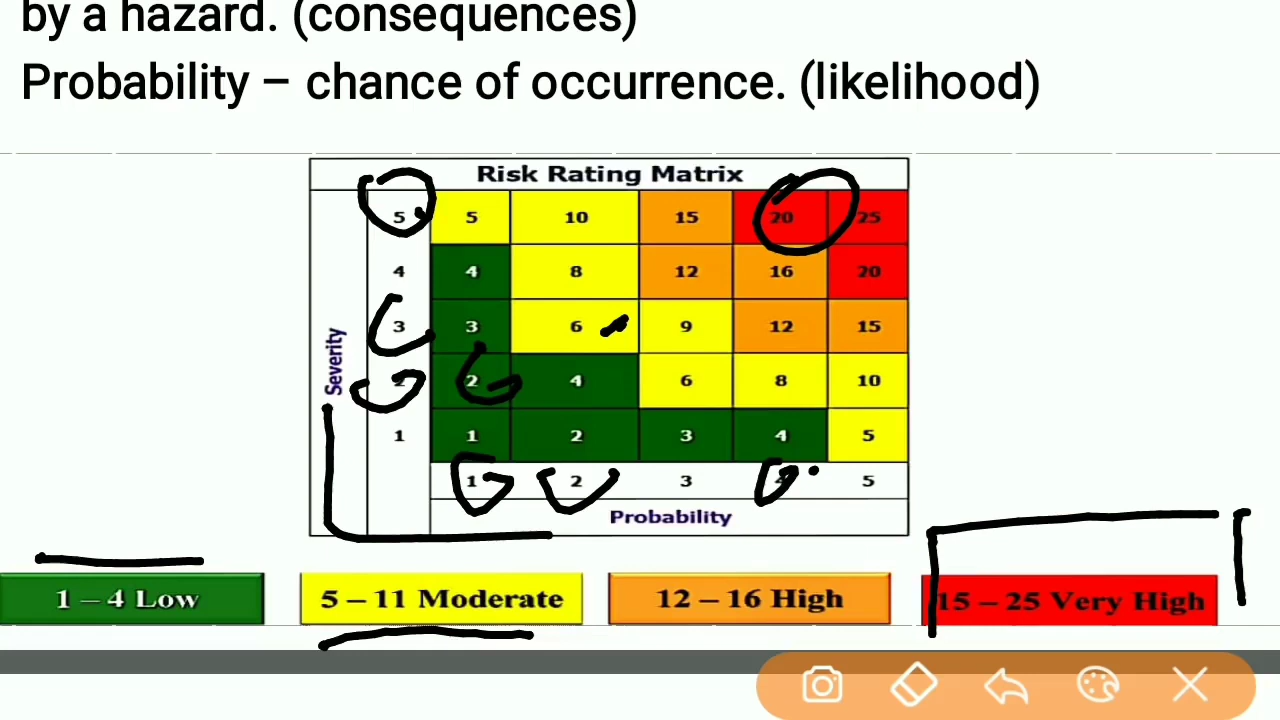 by a hazard. (consequences)
Probability – chance of occurrence. (likelihood)
Risk Rating Matrix
Severity
5 5 10 15 20 25
4 4 8 12 16 20
3 3 6 9 12 15
2 2 4 6 8 10
1 1 2 3 4 5
1 2 3 4 5
Probability
1 – 4 Low
5 – 11 Moderate
12 – 16 High
15 – 25 Very High